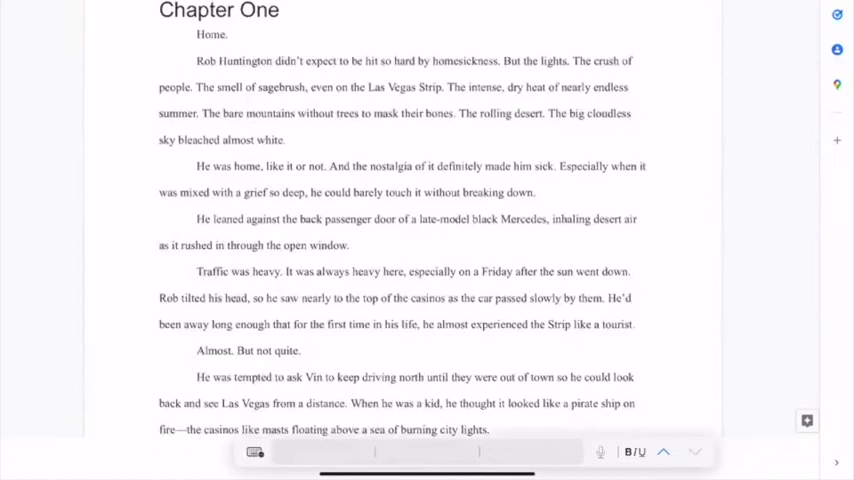 Chapter One
Home.
Rob Huntington didn't expect to be hit so hard by homesickness. But the lights. The crush of
people. The smell of sagebrush, even on the Las Vegas Strip. The intense, dry heat of nearly endless
summer. The bare mountains without trees to mask their bones. The rolling desert. The big cloudless
sky bleached almost white.
He was home, like it or not. And the nostalgia of it definitely made him sick. Especially when it
was mixed with a grief so deep, he could barely touch it without breaking down.
He leaned against the back passenger door of a late-model black Mercedes, inhaling desert air
as it rushed in through the open window.
Traffic was heavy. It was always heavy here, especially on a Friday after the sun went down.
Rob tilted his head, so he saw nearly to the top of the casinos as the car passed slowly by them. He'd
been away long enough that for the first time in his life, he almost experienced the Strip like a tourist.
Almost. But not quite.
He was tempted to ask Vin to keep driving north until they were out of town so he could look
back and see Las Vegas from a distance. When he was a kid, he thought it looked like a pirate ship on
fire—the casinos like masts floating above a sea of burning city lights.
B I U